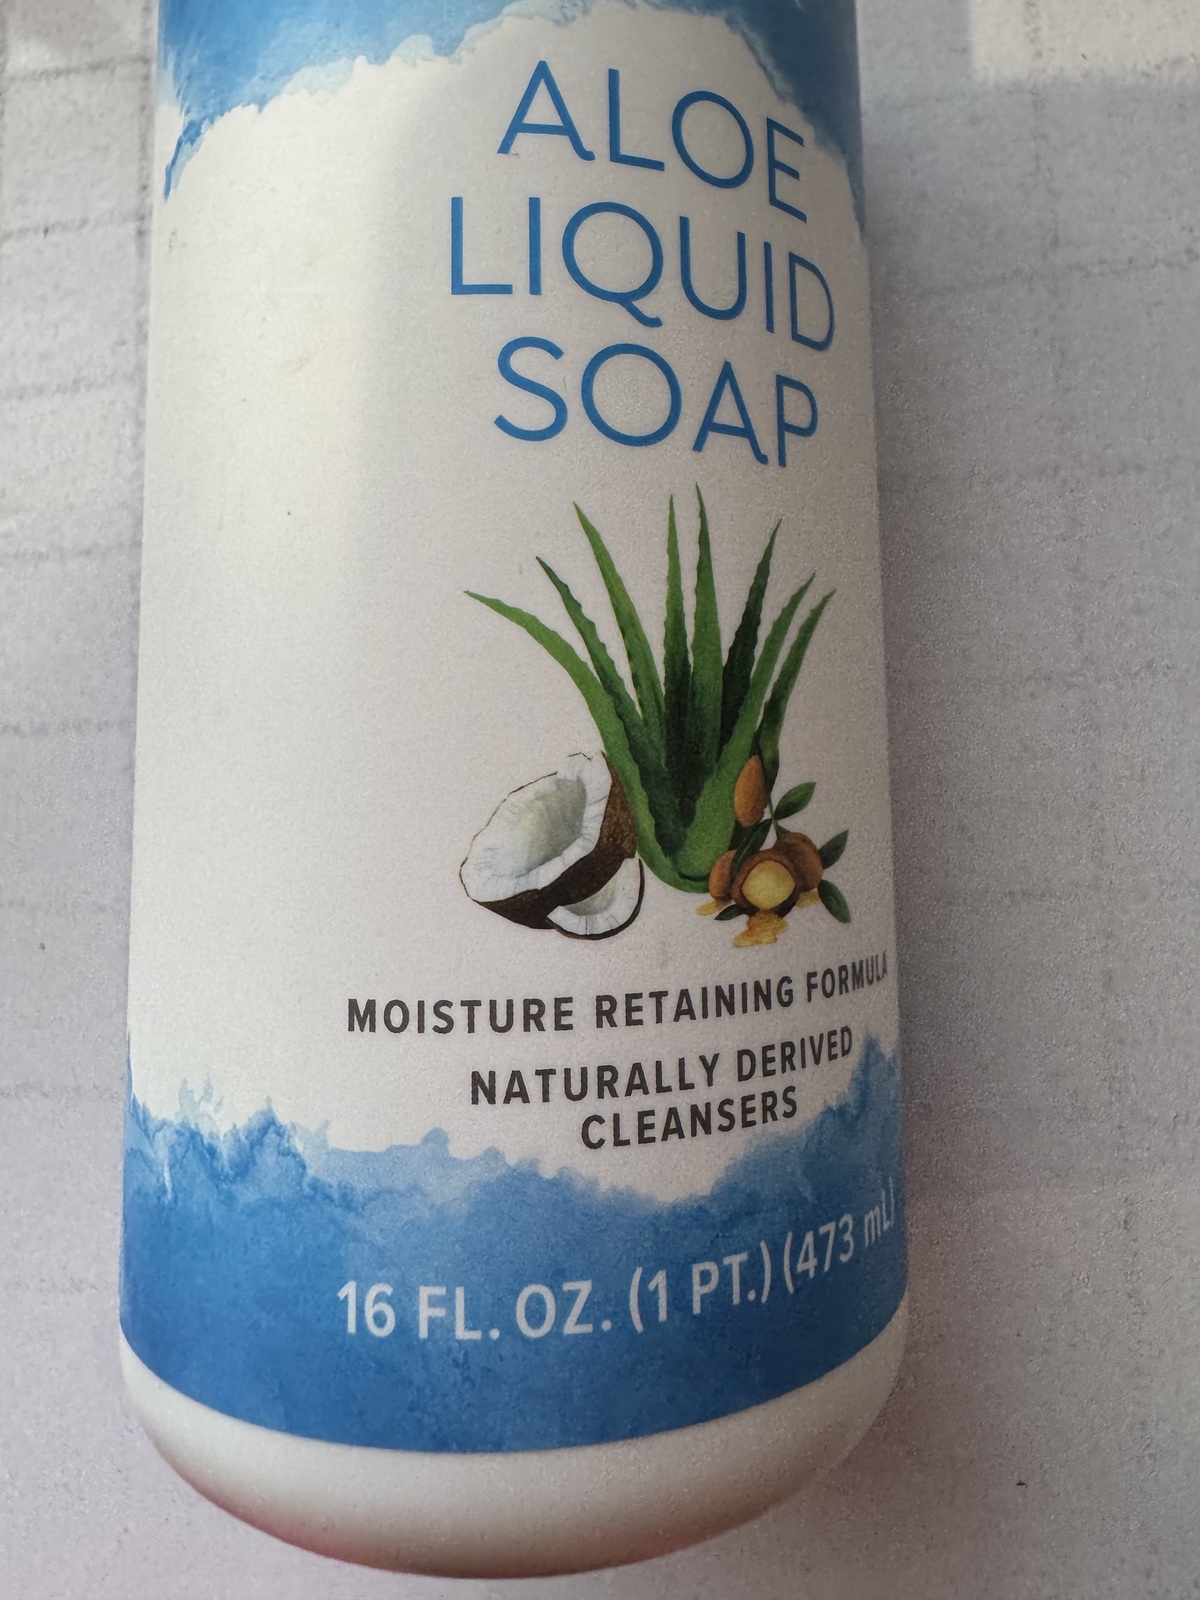 ALOE
LIQUID
SOAP
MOISTURE RETAINING FORMULA
NATURALLY DERIVED
CLEANSERS
16 FL. OZ. (1 PT.) (473 mL)